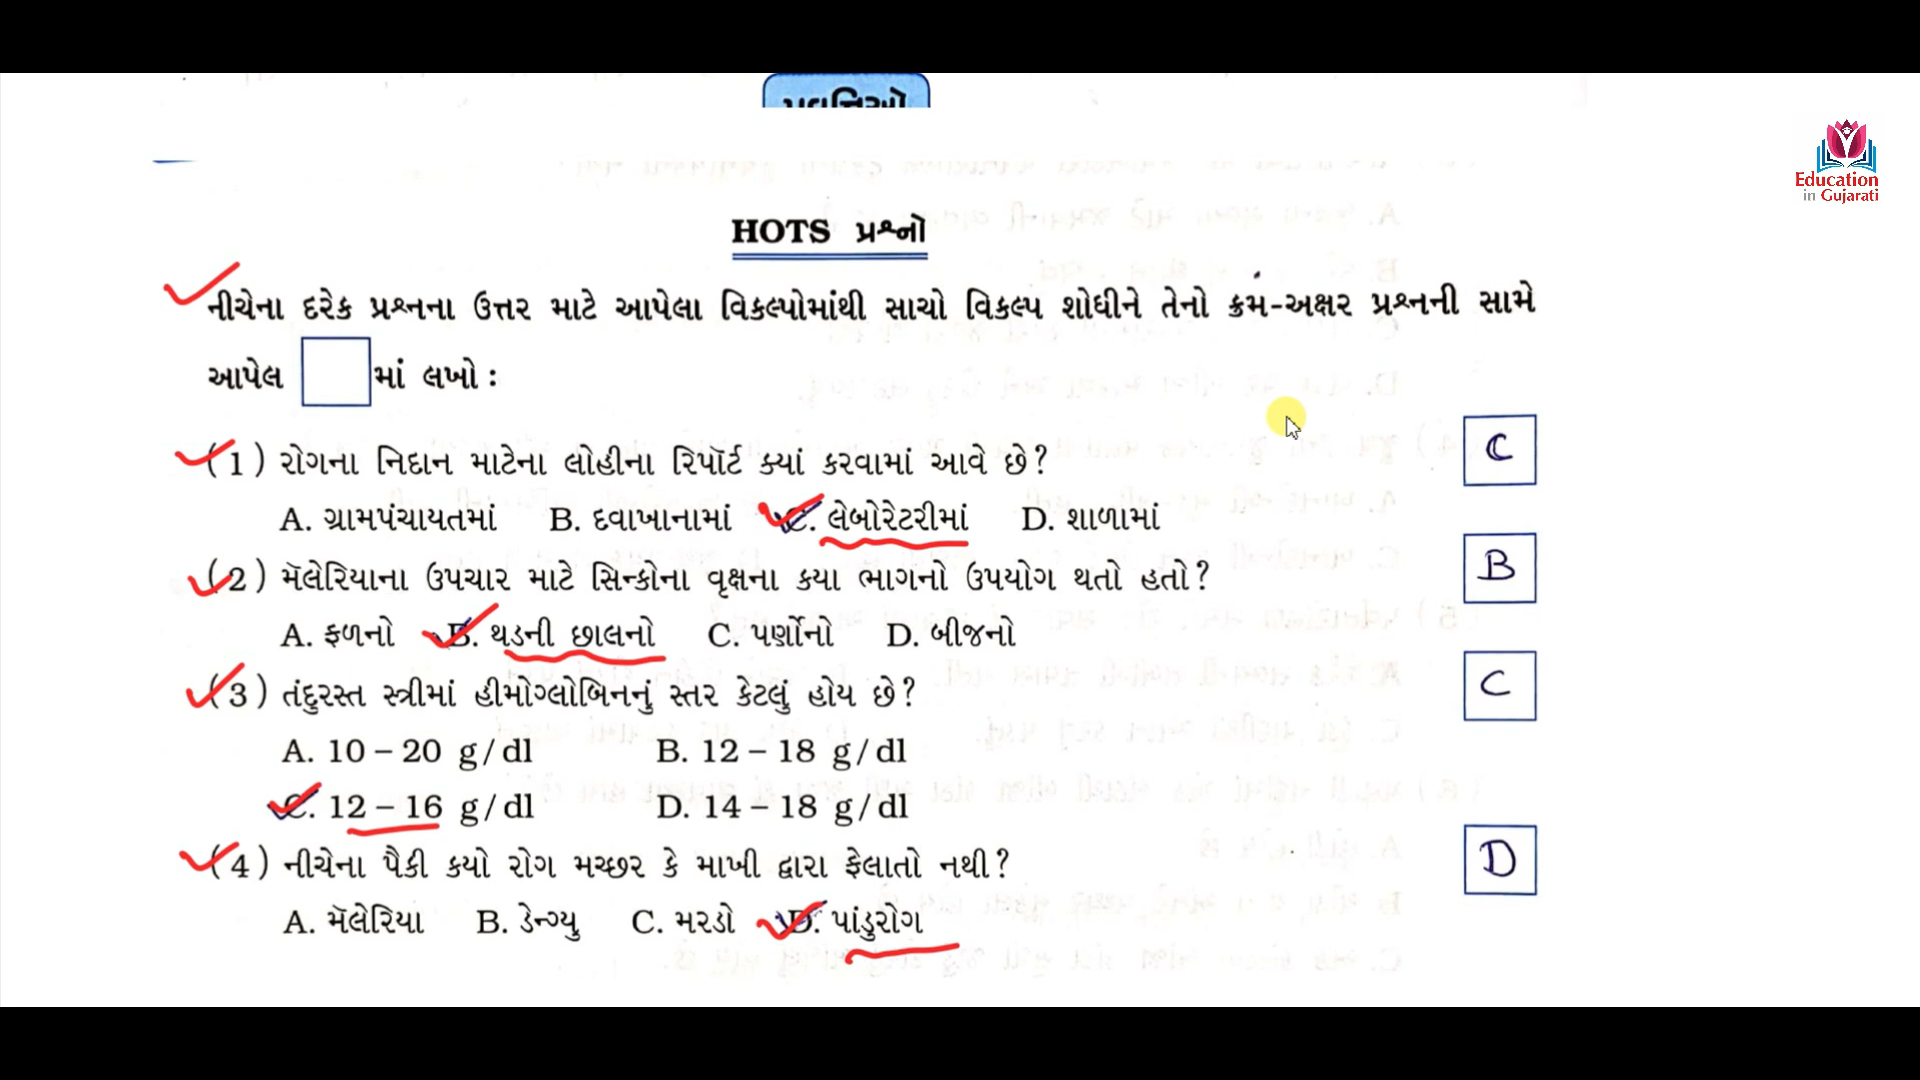 Education
in Gujarati
HOTS પ્રશ્નો
નીચેના દરેક પ્રશ્નના ઉત્તર માટે આપેલા વિકલ્પોમાંથી સાચો વિકલ્પ શોધીને તેનો ક્રમ-અક્ષર પ્રશ્નની સામે
આપેલ માં લખો :
(1) રોગના નિદાન માટેના લોહીના રિપૉર્ટ ક્યાં કરવામાં આવે છે? C
A. ગ્રામપંચાયતમાં B. દવાખાનામાં C. લેબોરેટરીમાં D. શાળામાં
(2) મૅલેરિયાના ઉપચાર માટે સિન્કોના વૃક્ષના કયા ભાગનો ઉપયોગ થતો હતો? B
A. ફળનો B. થડની છાલનો C. પર્ણોનો D. બીજનો
(3) તંદુરસ્ત સ્ત્રીમાં હીમોગ્લોબિનનું સ્તર કેટલું હોય છે? C
A. 10 – 20 g/dl B. 12 – 18 g/dl
C. 12 – 16 g/dl D. 14 – 18 g/dl
(4) નીચેના પૈકી કયો રોગ મચ્છર કે માખી દ્વારા ફેલાતો નથી? D
A. મૅલેરિયા B. ડેન્ગ્યુ C. મરડો D. પાંડુરોગ